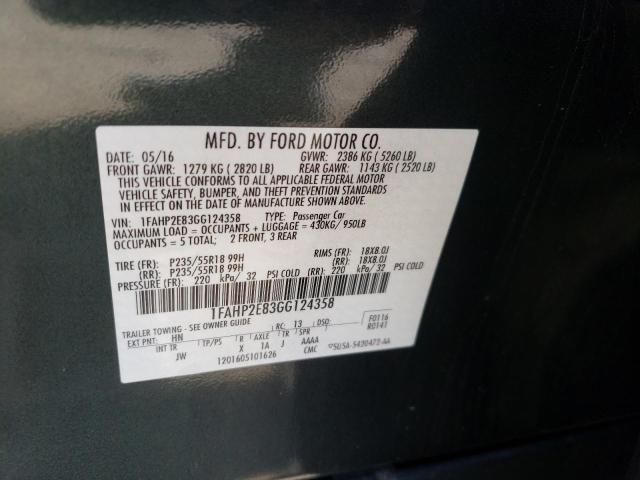 MFD. BY FORD MOTOR CO.
DATE: 05/16 GVWR: 2386 KG ( 5260 LB)
FRONT GAWR: 1279 KG ( 2820 LB) REAR GAWR: 1143 KG ( 2520 LB)
THIS VEHICLE CONFORMS TO ALL APPLICABLE FEDERAL MOTOR
VEHICLE SAFETY, BUMPER, AND THEFT PREVENTION STANDARDS
IN EFFECT ON THE DATE OF MANUFACTURE SHOWN ABOVE.
VIN: 1FAHP2E83GG124358 TYPE: Passenger Car
MAXIMUM LOAD = OCCUPANTS + LUGGAGE = 430KG/ 950LB
OCCUPANTS = 5 TOTAL; 2 FRONT, 3 REAR
TIRE (FR): P235/55R18 99H RIMS (FR): 18X8.0J
(RR): P235/55R18 99H (RR): 18X8.0J
PRESSURE (FR): 220 kPa/ 32 PSI COLD (RR): 220 kPa/ 32 PSI COLD
1FAHP2E83GG124358
TRAILER TOWING- SEE OWNER GUIDE RC: 13 DSO: F0116
EXT PNT: HN R0141
INT TR TP/PS R AXLE TR SPR
JW X 1A J AAAA
1201605101626 CMC